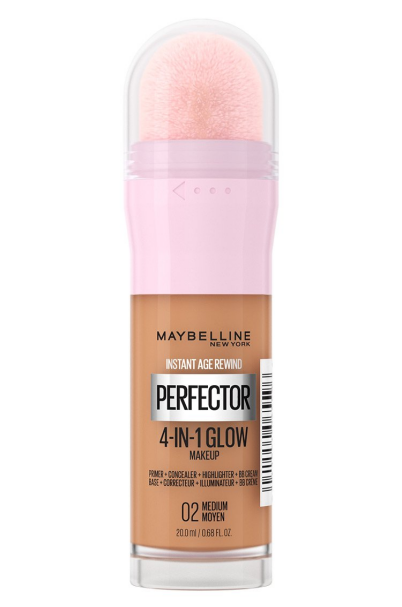 MAYBELLINE
NEW YORK
INSTANT AGE REWIND
PERFECTOR
4-IN-1 GLOW
MAKEUP
PRIMER + CONCEALER + HIGHLIGHTER + BB CREAM
BASE + CORRECTEUR + ILLUMINATEUR + BB CRÈME
02 MEDIUM
MOYEN
20.0 ml / 0.68 FL. OZ.